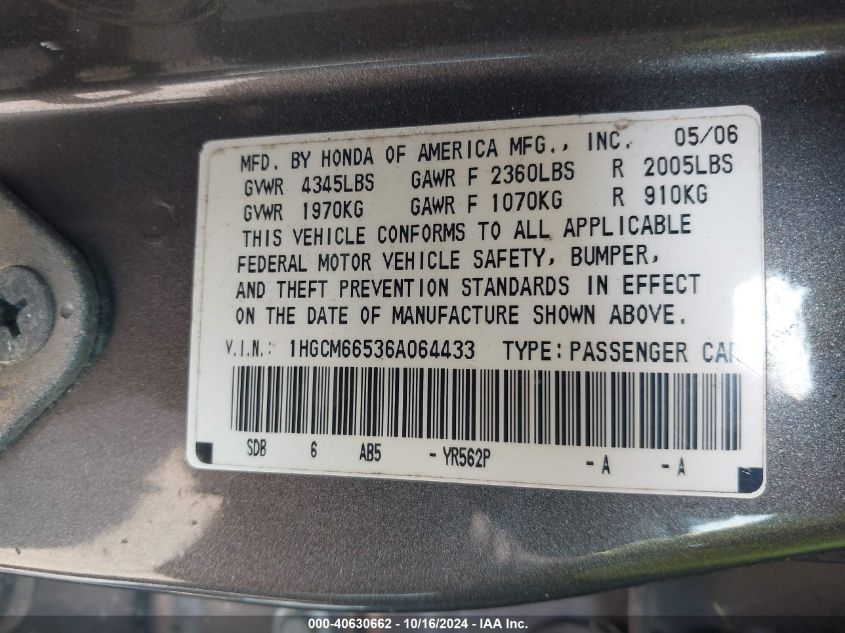 MFD. BY HONDA OF AMERICA MFG., INC. 05/06
GVWR 4345LBS GAWR F 2360LBS R 2005LBS
GVWR 1970KG GAWR F 1070KG R 910KG
THIS VEHICLE CONFORMS TO ALL APPLICABLE
FEDERAL MOTOR VEHICLE SAFETY, BUMPER,
AND THEFT PREVENTION STANDARDS IN EFFECT
ON THE DATE OF MANUFACTURE SHOWN ABOVE.
V.I.N.: 1HGCM66536A064433 TYPE: PASSENGER CAR
SDB 6 AB5 - YR562P - A - A
000-40630662 - 10/16/2024 - IAA Inc.